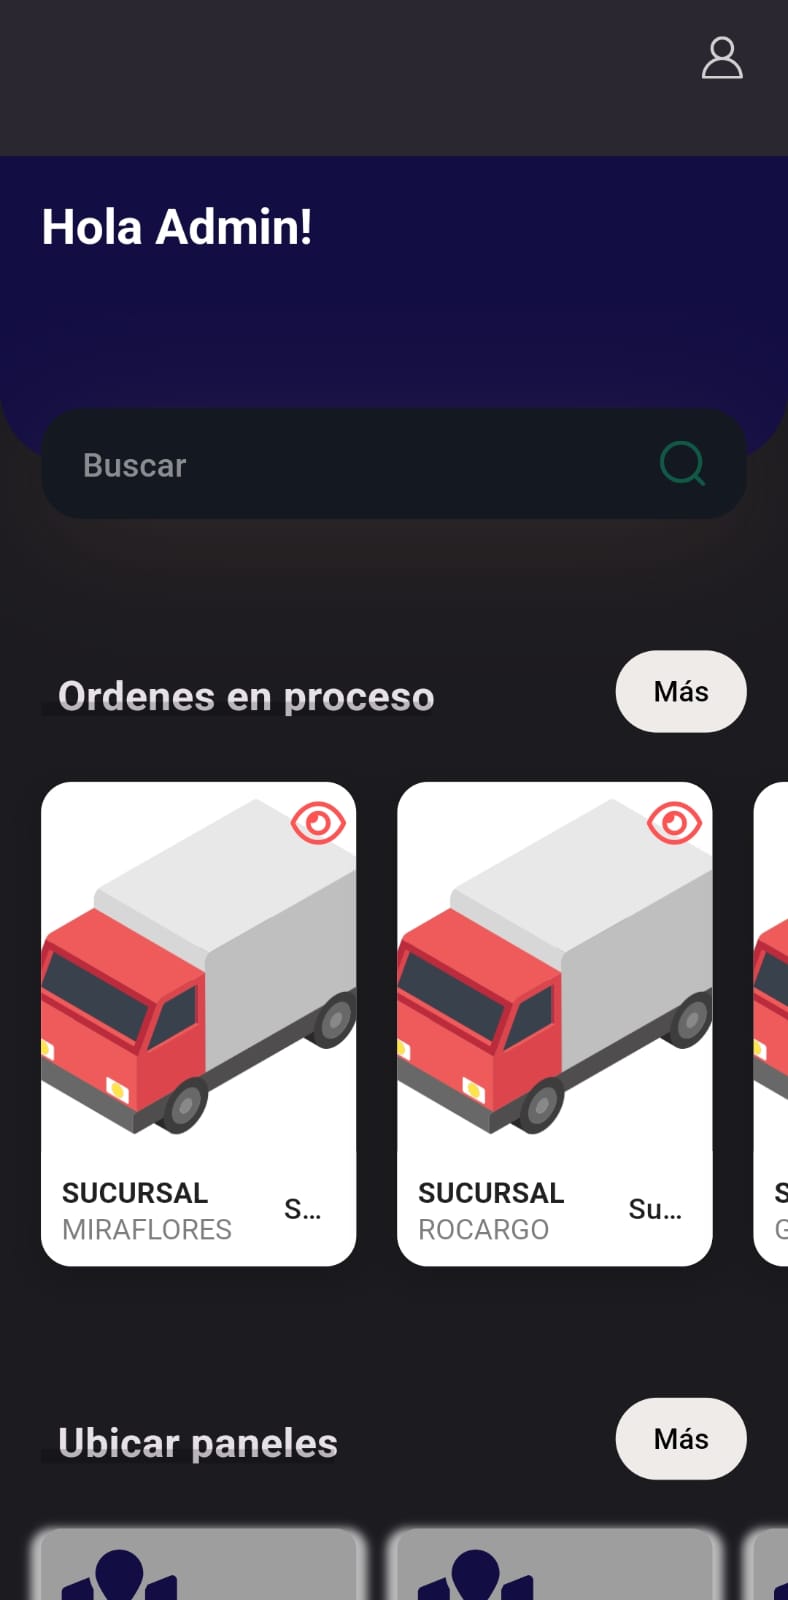 Hola Admin!
Buscar
Ordenes en proceso
Más
SUCURSAL
MIRAFLORES
S...
SUCURSAL
ROCARGO
Su...
S
G
Ubicar paneles
Más